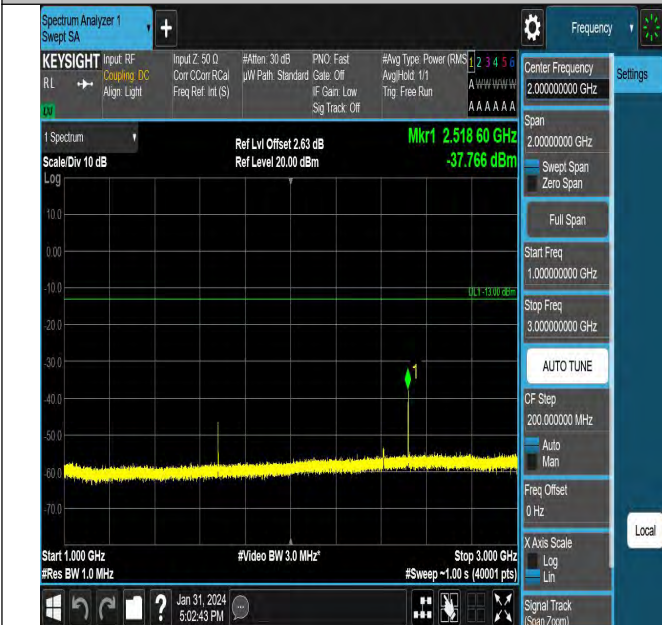 Spectrum Analyzer 1
Swept SA
+
Frequency
KEYSIGHT
RL
Input: RF
Coupling: DC
Align: Light
Input Z: 50 Ω
Corr CCorr RCal
Freq Ref: Int (S)
#Atten: 30 dB
µW Path: Standard
PNO: Fast
Gate: Off
IF Gain: Low
Sig Track: Off
#Avg Type: Power (RMS
Avg|Hold: 1/1
Trig: Free Run
1 2 3 4 5 6
A W W W W W
A A A A A A
1 Spectrum
Scale/Div 10 dB
Log
Ref Lvl Offset 2.63 dB
Ref Level 20.00 dBm
Mkr1 2.518 60 GHz
-37.766 dBm
10.0
0.00
-10.0
-20.0
-30.0
-40.0
-50.0
-60.0
-70.0
UL1 -13.00 dBm
1
Start 1.000 GHz
#Res BW 1.0 MHz
#Video BW 3.0 MHz*
Stop 3.000 GHz
#Sweep ~1.00 s (40001 pts)
?
Jan 31, 2024
5:02:43 PM
Center Frequency
2.00000000 GHz
Settings
Span
2.00000000 GHz
Swept Span
Zero Span
Full Span
Start Freq
1.000000000 GHz
Stop Freq
3.000000000 GHz
AUTO TUNE
CF Step
200.000000 MHz
Auto
Man
Freq Offset
0 Hz
X Axis Scale
Log
Lin
Local
Signal Track
(Span Zoom)